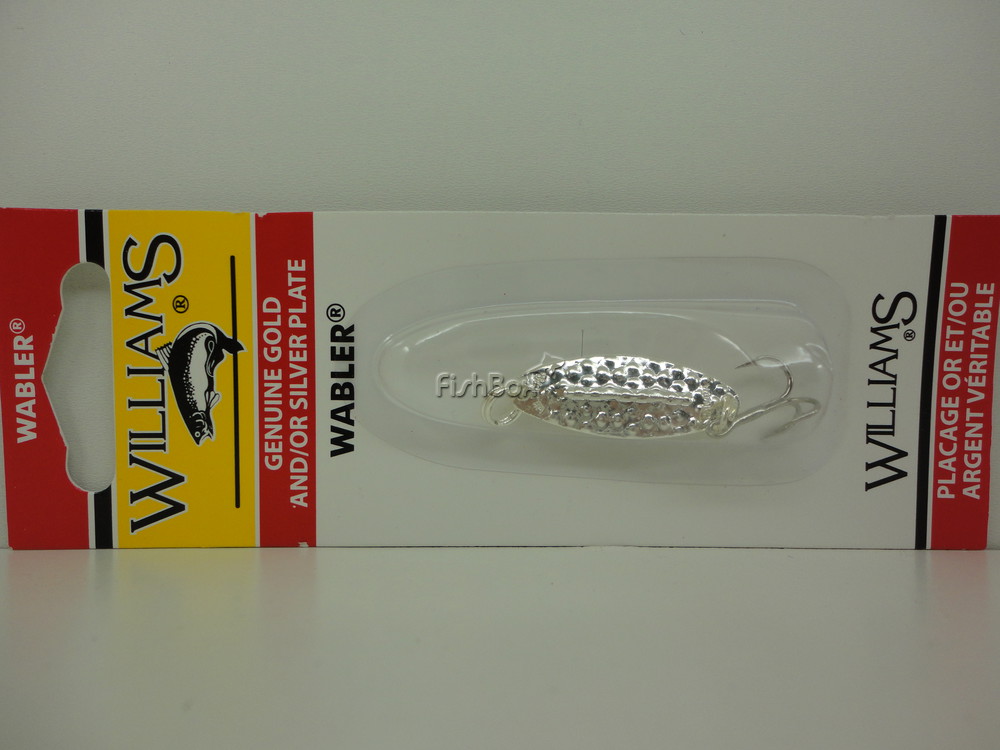 WABLER®
WILLIAMS®
GENUINE GOLD
AND/OR SILVER PLATE
WABLER®
FishBox
WILLIAMS®
PLACAGE OR ET/OU
ARGENT VÉRITABLE